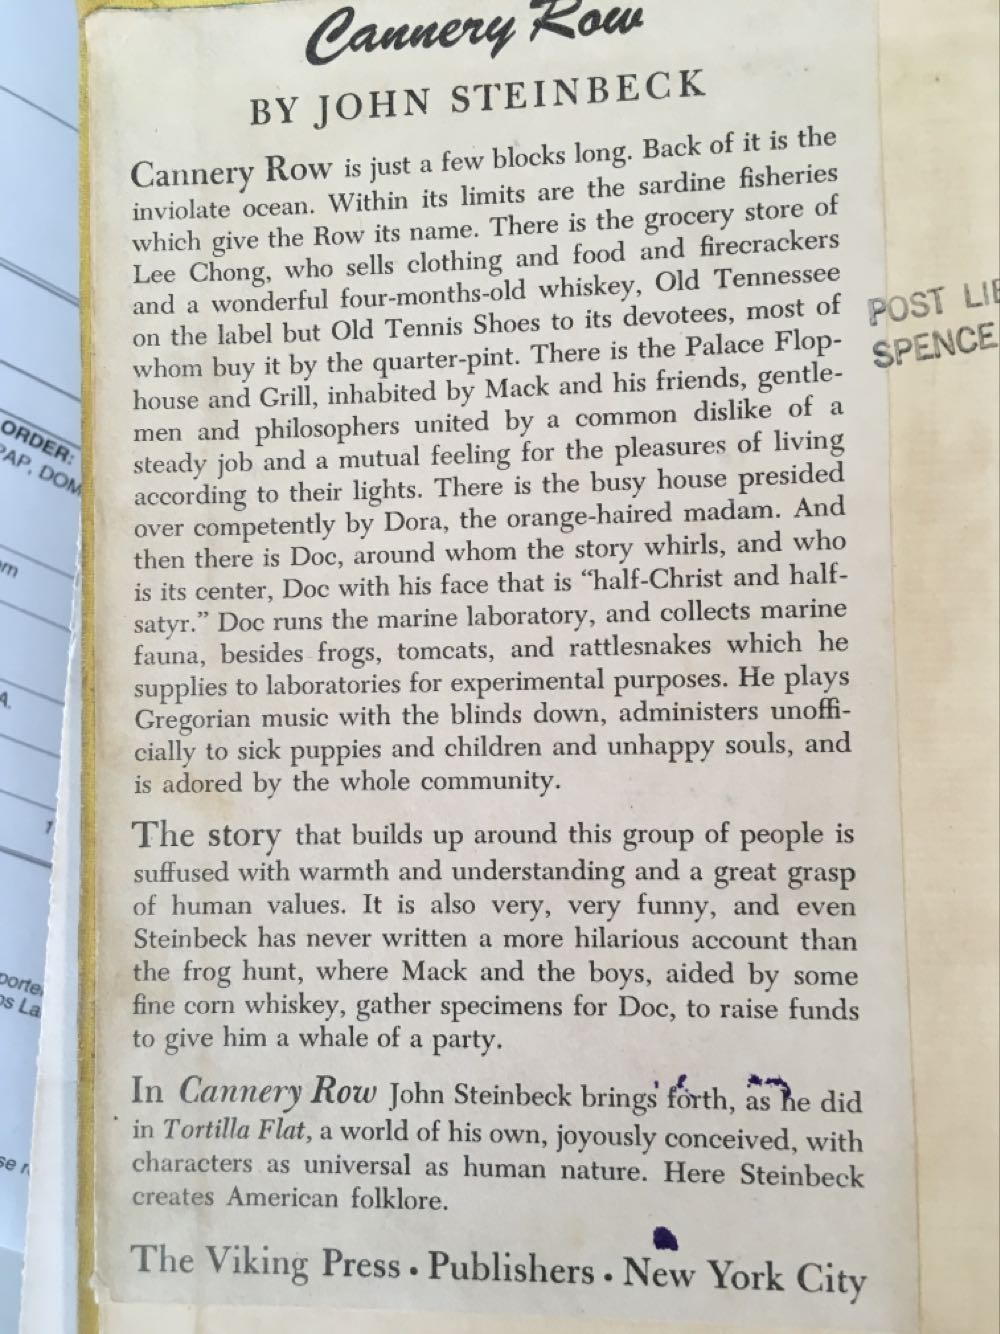 Cannery Row
BY JOHN STEINBECK
Cannery Row is just a few blocks long. Back of it is the
inviolate ocean. Within its limits are the sardine fisheries
which give the Row its name. There is the grocery store of
Lee Chong, who sells clothing and food and firecrackers
and a wonderful four-months-old whiskey, Old Tennessee
on the label but Old Tennis Shoes to its devotees, most of
whom buy it by the quarter-pint. There is the Palace Flop-
house and Grill, inhabited by Mack and his friends, gentle-
men and philosophers united by a common dislike of a
steady job and a mutual feeling for the pleasures of living
according to their lights. There is the busy house presided
over competently by Dora, the orange-haired madam. And
then there is Doc, around whom the story whirls, and who
is its center, Doc with his face that is “half-Christ and half-
satyr.” Doc runs the marine laboratory, and collects marine
fauna, besides frogs, tomcats, and rattlesnakes which he
supplies to laboratories for experimental purposes. He plays
Gregorian music with the blinds down, administers unoffi-
cially to sick puppies and children and unhappy souls, and
is adored by the whole community.
The story that builds up around this group of people is
suffused with warmth and understanding and a great grasp
of human values. It is also very, very funny, and even
Steinbeck has never written a more hilarious account than
the frog hunt, where Mack and the boys, aided by some
fine corn whiskey, gather specimens for Doc, to raise funds
to give him a whale of a party.
In Cannery Row John Steinbeck brings forth, as he did
in Tortilla Flat, a world of his own, joyously conceived, with
characters as universal as human nature. Here Steinbeck
creates American folklore.
The Viking Press • Publishers • New York City
POST LIB
SPENCE
ORDER:
PAP, DOM